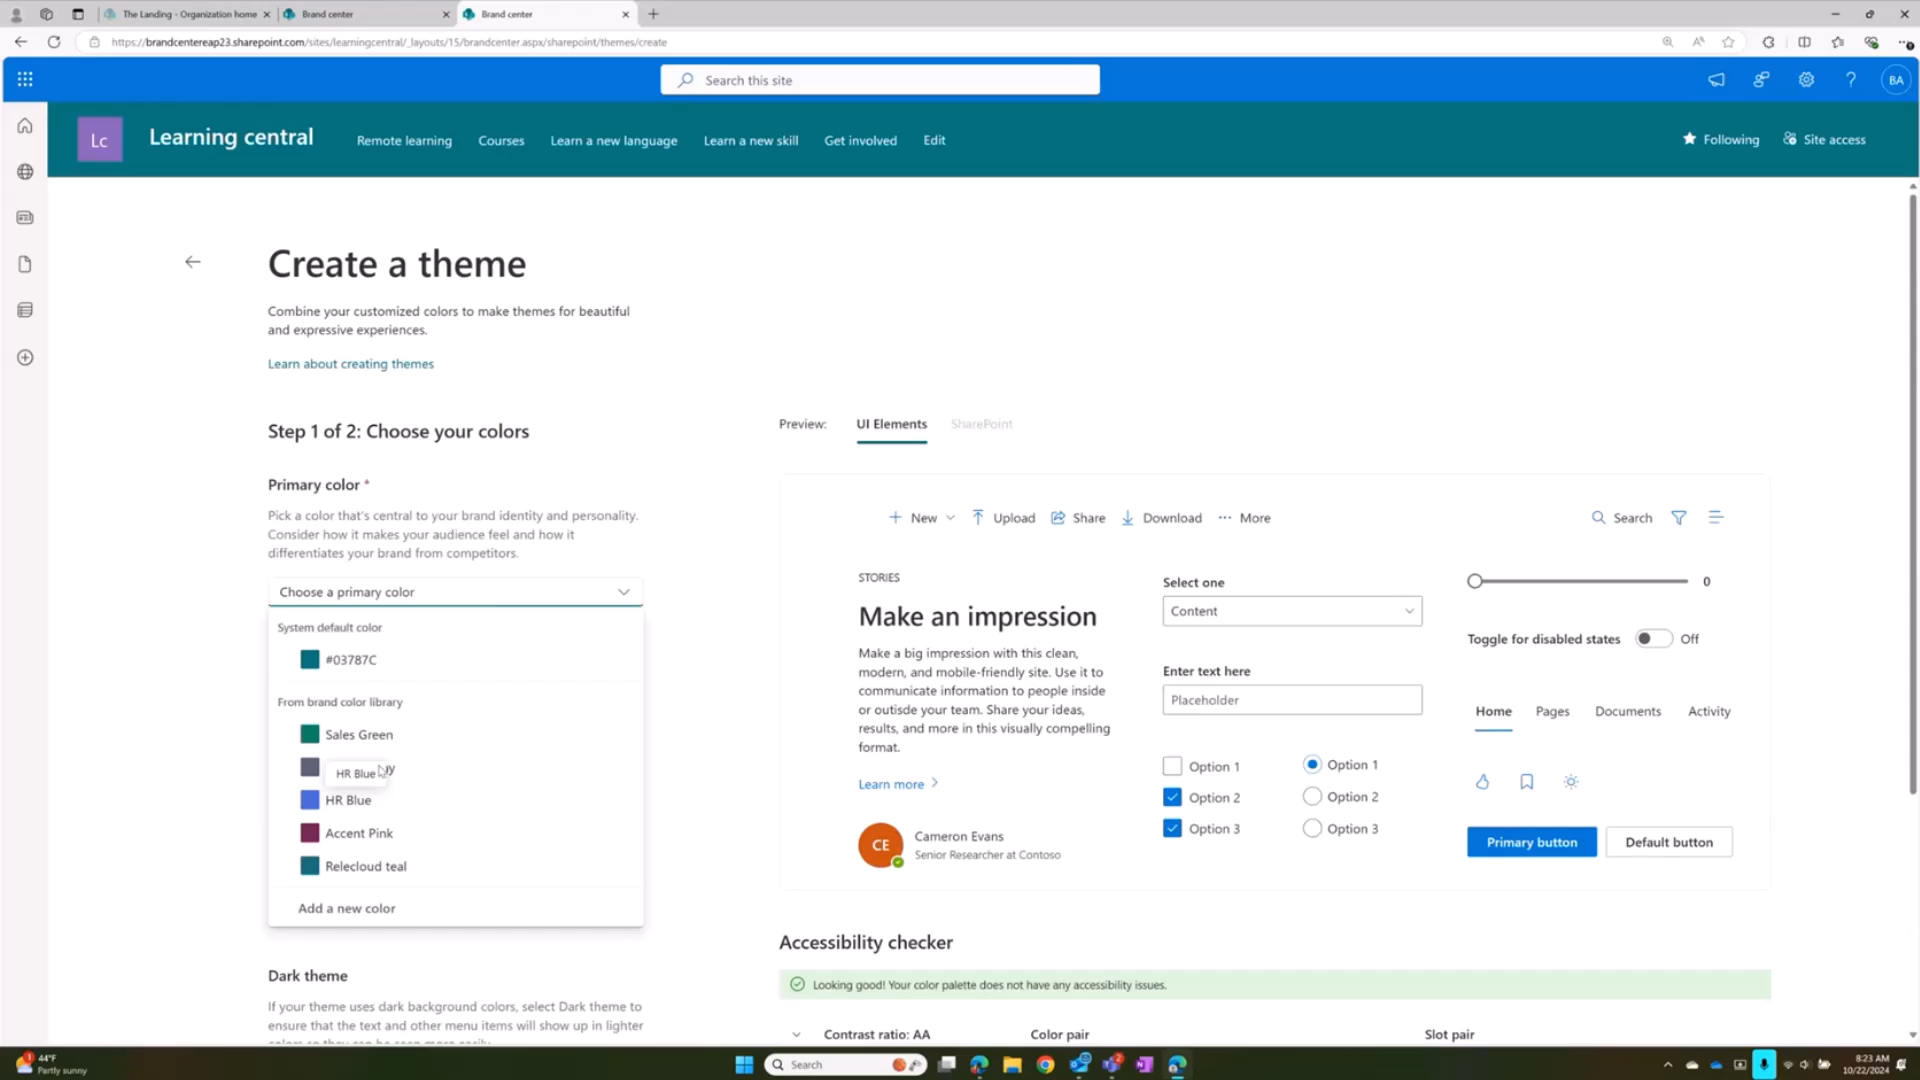 The Landing - Organization home
Brand center
Brand center
https://brandcentereap23.sharepoint.com/sites/learningcentral/_layouts/15/brandcenter.aspx/sharepoint/themes/create
Search this site
BA
Lc
Learning central
Remote learning
Courses
Learn a new language
Learn a new skill
Get involved
Edit
Following
Site access
Create a theme
Combine your customized colors to make themes for beautiful
and expressive experiences.
Learn about creating themes
Step 1 of 2: Choose your colors
Primary color *
Pick a color that's central to your brand identity and personality.
Consider how it makes your audience feel and how it
differentiates your brand from competitors.
Choose a primary color
System default color
#03787C
From brand color library
Sales Green
HR Blue
HR Blue
Accent Pink
Relecloud teal
Add a new color
Dark theme
If your theme uses dark background colors, select Dark theme to
ensure that the text and other menu items will show up in lighter
Preview:
UI Elements
SharePoint
New
Upload
Share
Download
More
Search
STORIES
Make an impression
Make a big impression with this clean,
modern, and mobile-friendly site. Use it to
communicate information to people inside
or outisde your team. Share your ideas,
results, and more in this visually compelling
format.
Learn more
CE
Cameron Evans
Senior Researcher at Contoso
Select one
Content
Enter text here
Placeholder
Option 1
Option 2
Option 3
Option 1
Option 2
Option 3
0
Toggle for disabled states
Off
Home
Pages
Documents
Activity
Primary button
Default button
Accessibility checker
Looking good! Your color palette does not have any accessibility issues.
Contrast ratio: AA
Color pair
Slot pair
44°F
Partly sunny
Search
8:23 AM
10/22/2024